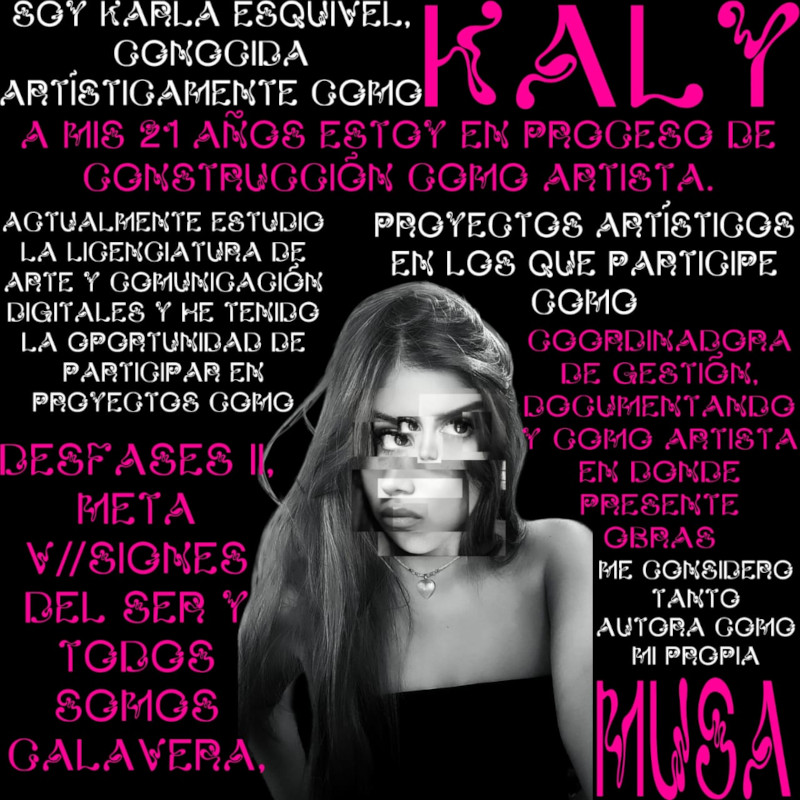 SOY KARLA ESQUIVEL,
CONOCIDA
ARTÍSTICAMENTE COMO
KALY
A MIS 21 AÑOS ESTOY EN PROCESO DE
CONSTRUCCIÓN COMO ARTISTA.
ACTUALMENTE ESTUDIO
LA LICENCIATURA DE
ARTE Y COMUNICACIÓN
DIGITALES Y HE TENIDO
LA OPORTUNIDAD DE
PARTICIPAR EN
PROYECTOS COMO
DESFASES II,
META
V//SIONES
DEL SER Y
TODOS
SOMOS
CALAVERA,
PROYECTOS ARTÍSTICOS
EN LOS QUE PARTICIPE
COMO
COORDINADORA
DE GESTIÓN,
DOCUMENTANDO
Y COMO ARTISTA
EN DONDE
PRESENTE
OBRAS
ME CONSIDERO
TANTO
AUTORA COMO
MI PROPIA
MUSA